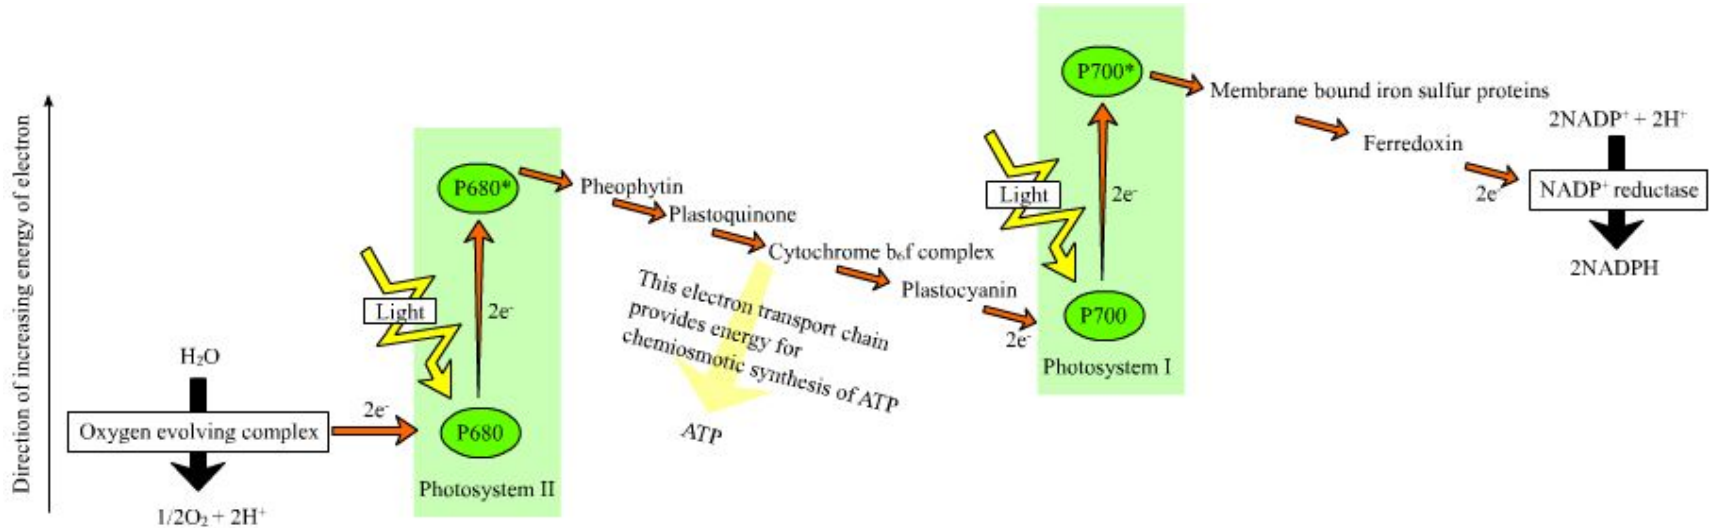 Direction of increasing energy of electron
H₂O
Oxygen evolving complex
1/2O₂ + 2H⁺
2e⁻
Light
P680*
2e⁻
P680
Photosystem II
Pheophytin
Plastoquinone
Cytochrome b₆f complex
Plastocyanin
2e⁻
This electron transport chain
provides energy for
chemiosmotic synthesis of ATP
ATP
Light
P700*
2e⁻
P700
Photosystem I
Membrane bound iron sulfur proteins
Ferredoxin
2e⁻
2NADP⁺ + 2H⁺
NADP⁺ reductase
2NADPH